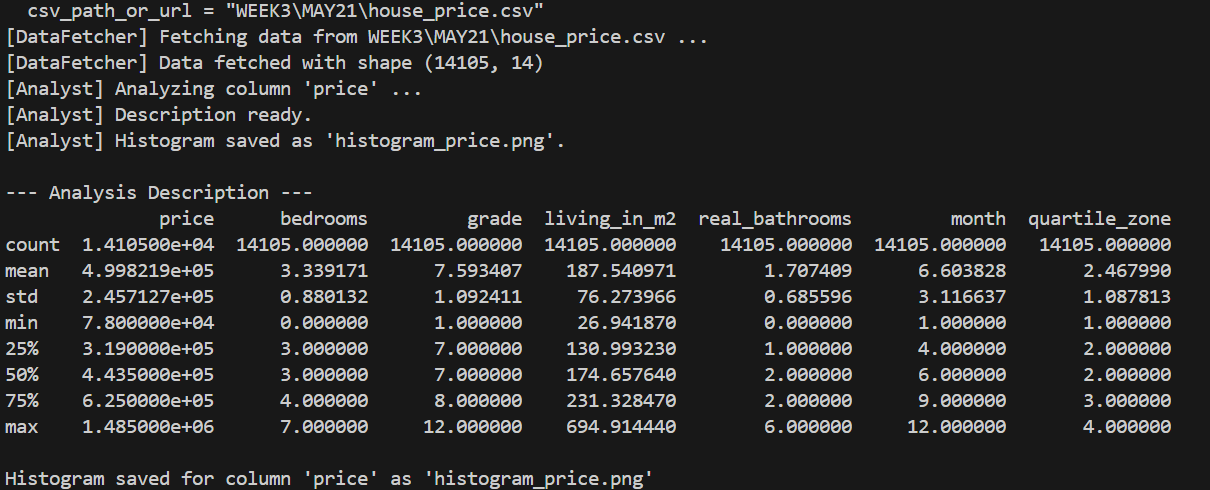 csv_path_or_url = "WEEK3\MAY21\house_price.csv"
[DataFetcher] Fetching data from WEEK3\MAY21\house_price.csv ...
[DataFetcher] Data fetched with shape (14105, 14)
[Analyst] Analyzing column 'price' ...
[Analyst] Description ready.
[Analyst] Histogram saved as 'histogram_price.png'.
--- Analysis Description ---
price bedrooms grade living_in_m2 real_bathrooms month quartile_zone
count 1.410500e+04 14105.000000 14105.000000 14105.000000 14105.000000 14105.000000 14105.000000
mean 4.998219e+05 3.339171 7.593407 187.540971 1.707409 6.603828 2.467990
std 2.457127e+05 0.880132 1.092411 76.273966 0.685596 3.116637 1.087813
min 7.800000e+04 0.000000 1.000000 26.941870 0.000000 1.000000 1.000000
25% 3.190000e+05 3.000000 7.000000 130.993230 1.000000 4.000000 2.000000
50% 4.435000e+05 3.000000 7.000000 174.657640 2.000000 6.000000 2.000000
75% 6.250000e+05 4.000000 8.000000 231.328470 2.000000 9.000000 3.000000
max 1.485000e+06 7.000000 12.000000 694.914440 6.000000 12.000000 4.000000
Histogram saved for column 'price' as 'histogram_price.png'